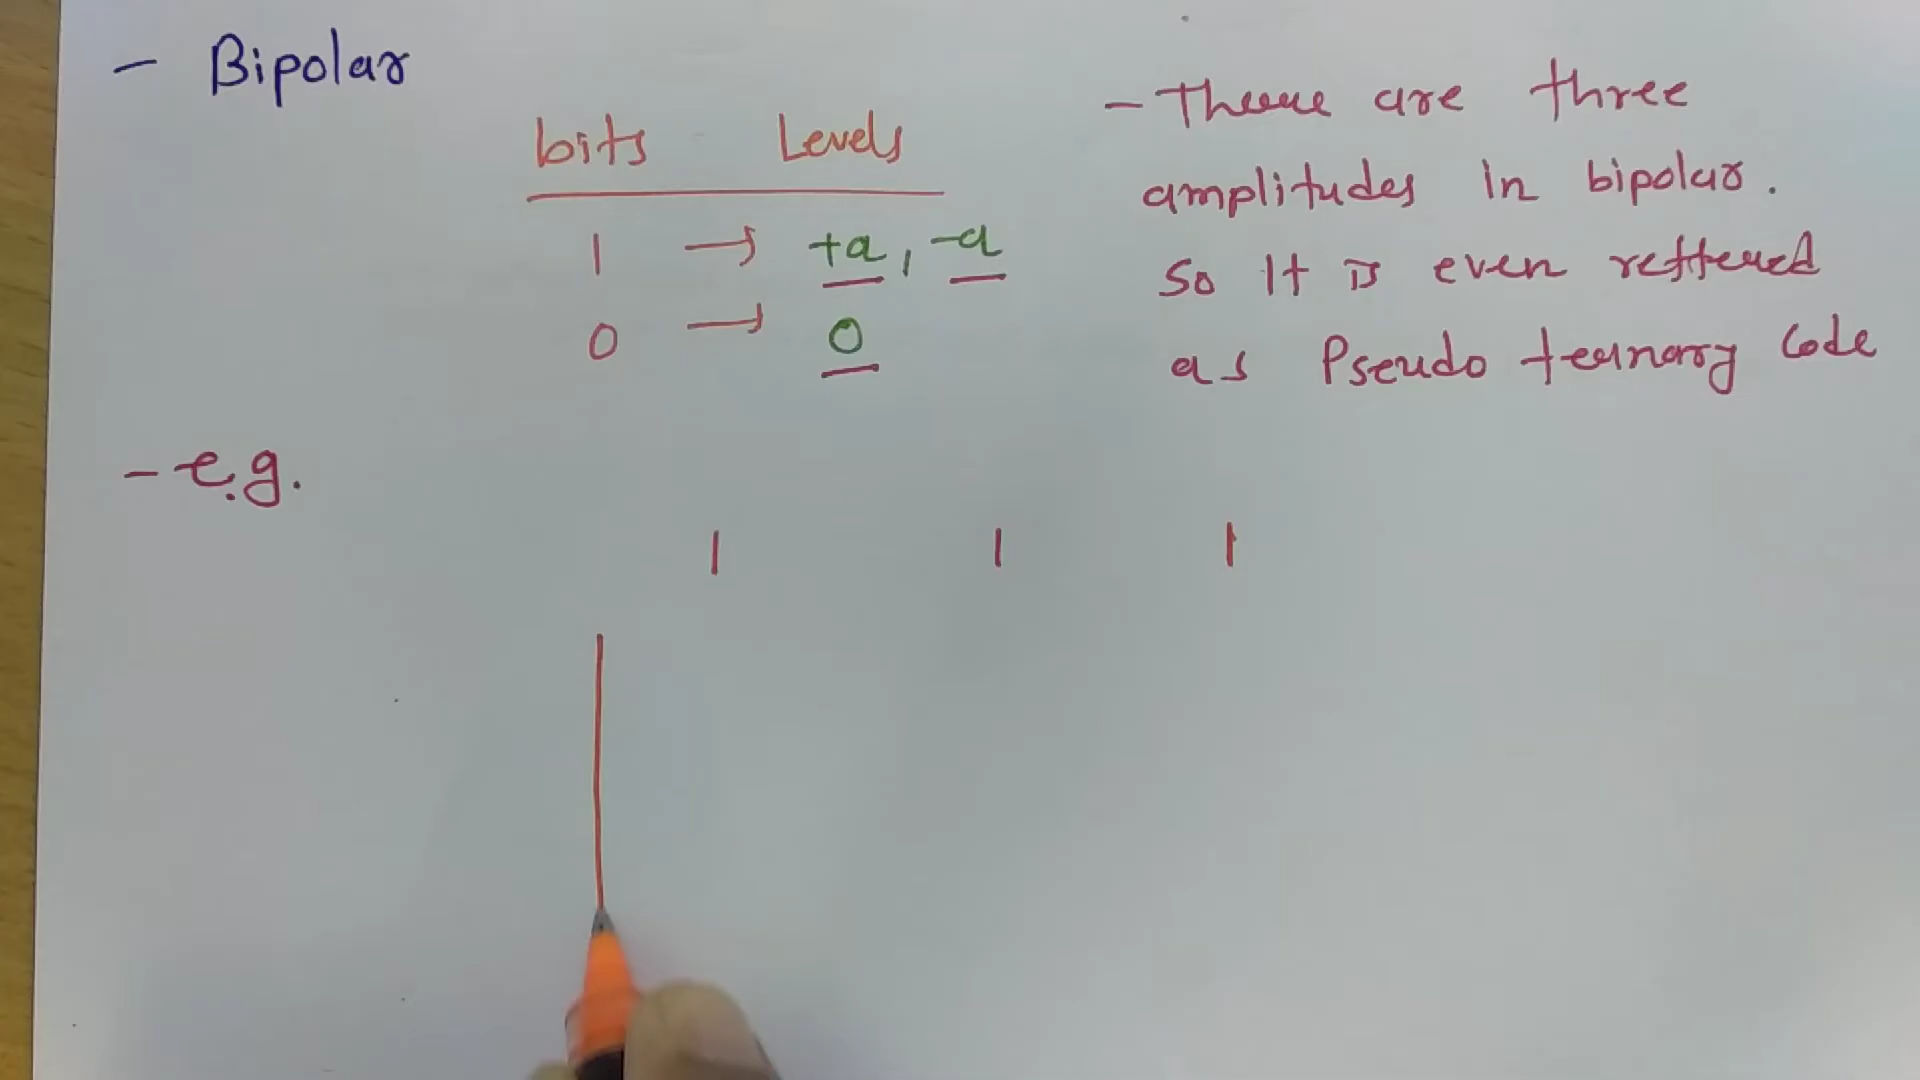 - Bipolar
bits Levels
1 → +a, -a
0 → 0
- There are three
amplitudes in bipolar.
So It is even reffered
as Pseudo ternary Code
- e.g.
1 1 1